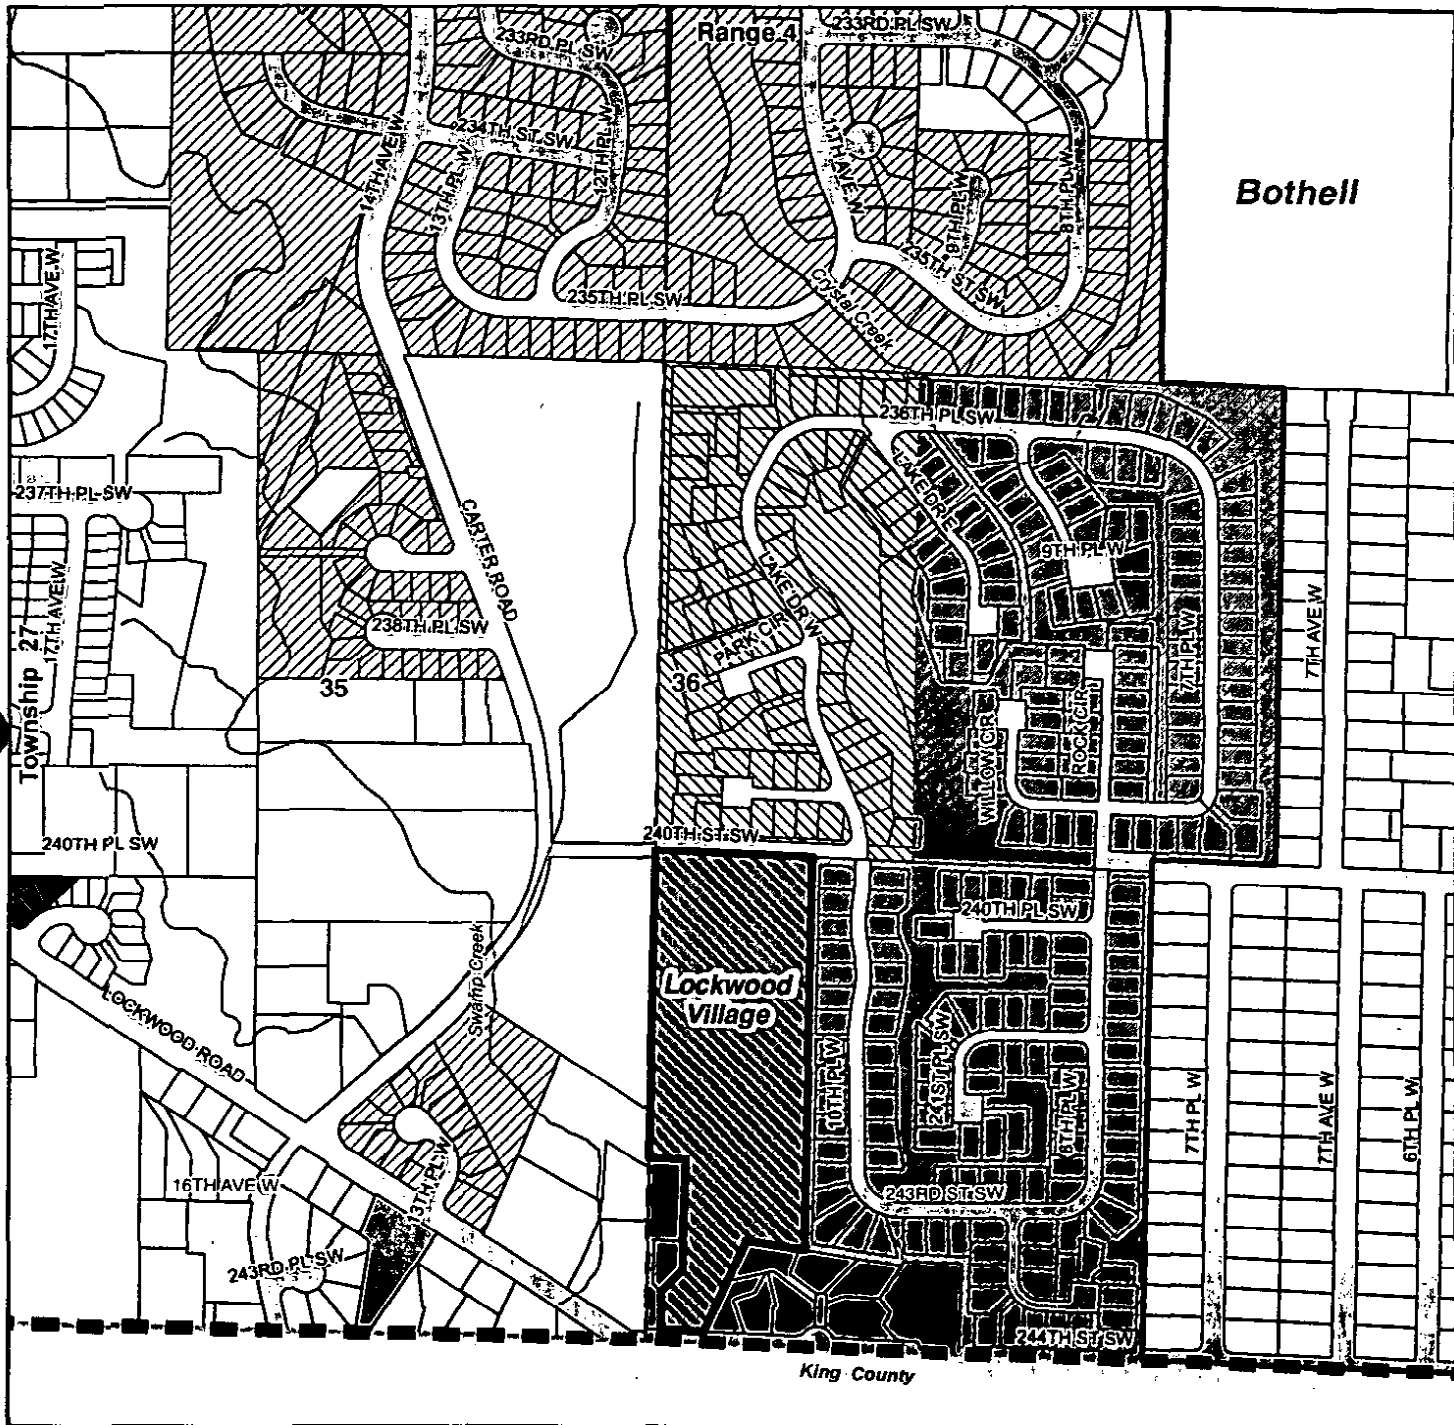 233RD PL SW
Range 4
233RD PL SW
14TH AVE W
234TH ST SW
13TH PL W
12TH PL W
11TH AVE W
9TH PL W
8TH PL W
Bothell
235TH ST SW
17TH AVE W
235TH PL SW
Crystal Creek
236TH PL SW
237TH PL SW
CARTER ROAD
LAKE DR E
9TH PL W
17TH AVE W
Township 27
LAKE DR W
238TH PL SW
PARK CIR
7TH PL W
7TH AVE W
35
36
WILLOW CIR
ROCK CIR
240TH PL SW
240TH ST SW
240TH PL SW
Swamp Creek
Lockwood
Village
LOCKWOOD ROAD
10TH PL W
241ST PL SW
6TH PL W
7TH PL W
7TH AVE W
6TH PL W
16TH AVE W
13TH PL W
243RD ST SW
243RD PL SW
244TH ST SW
King County